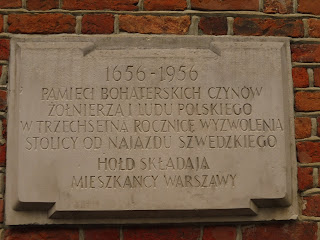 1656-1956
PAMIĘCI BOHATERSKICH CZYNÓW
ŻOŁNIERZA I LUDU POLSKIEGO
W TRZECHSETNĄ ROCZNICĘ WYZWOLENIA
STOLICY OD NAJAZDU SZWEDZKIEGO
HOŁD SKŁADAJĄ
MIESZKAŃCY WARSZAWY